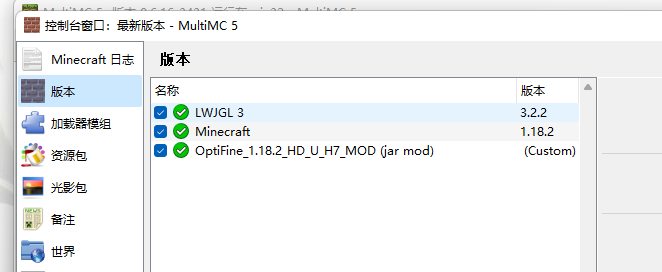 控制台窗口：最新版本 - MultiMC 5
Minecraft 日志
版本
加载器模组
资源包
光影包
备注
世界
版本
名称 版本
LWJGL 3 3.2.2
Minecraft 1.18.2
OptiFine_1.18.2_HD_U_H7_MOD (jar mod) (Custom)